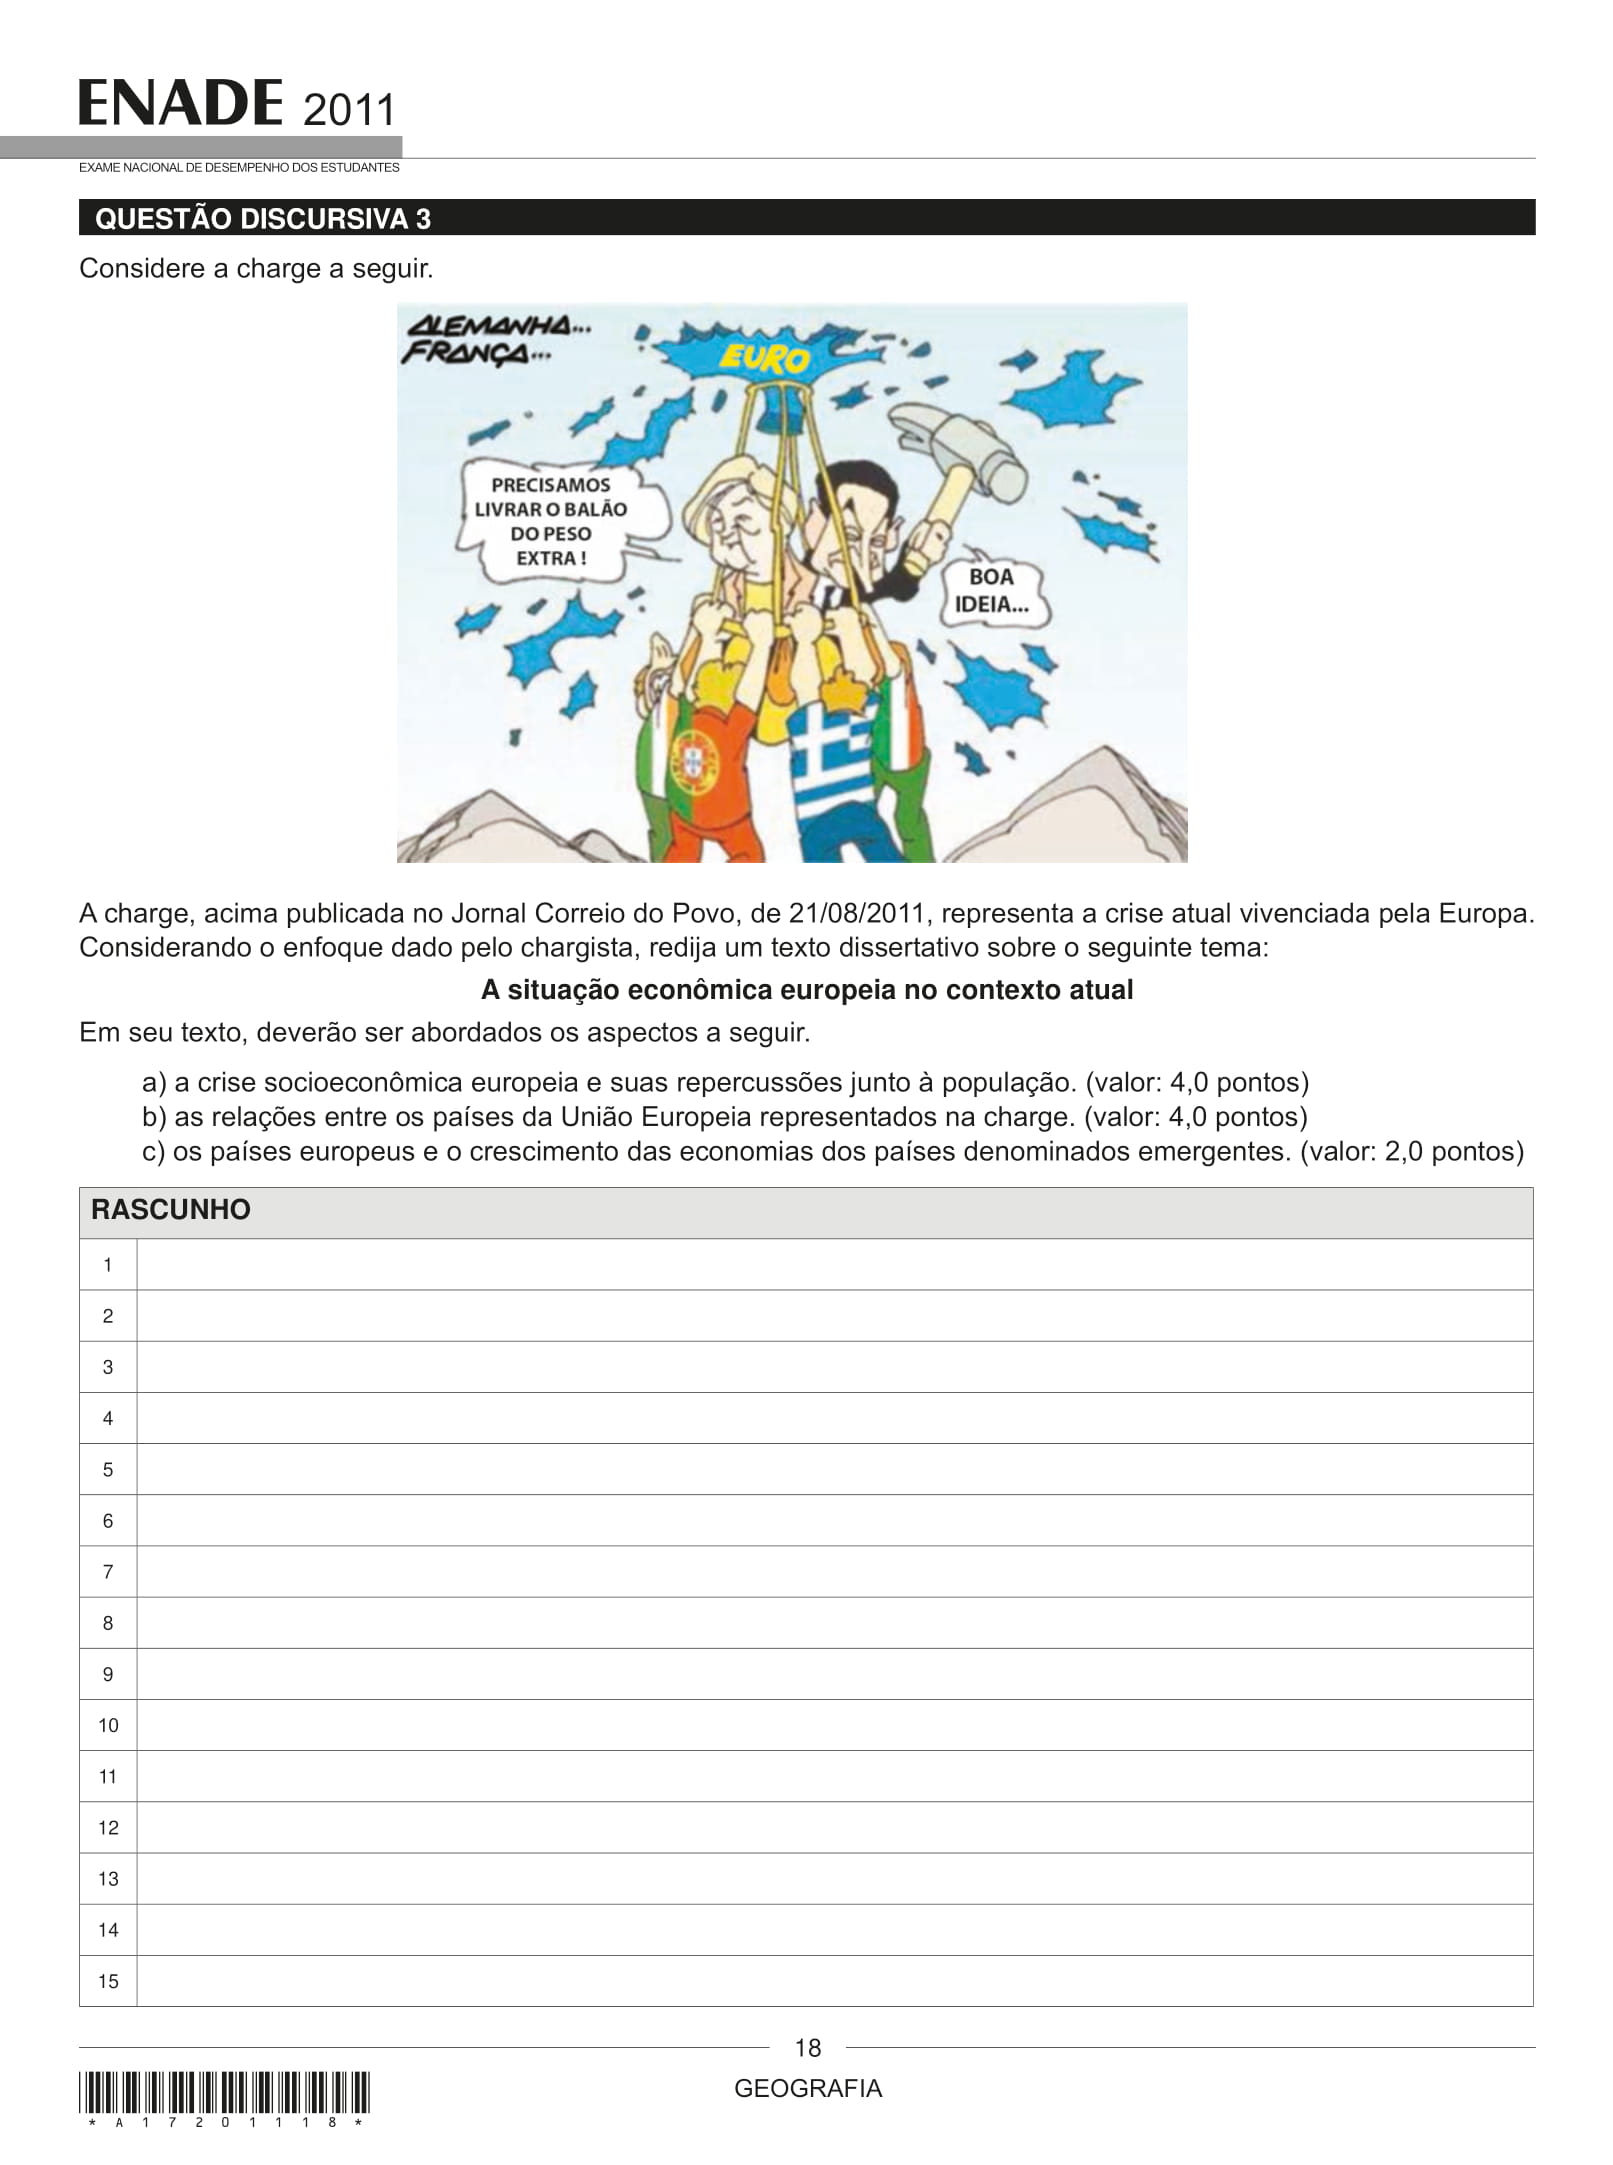 ENADE 2011
EXAME NACIONAL DE DESEMPENHO DOS ESTUDANTES
QUESTÃO DISCURSIVA 3
Considere a charge a seguir.
ALEMANHA...
FRANÇA...
EURO
PRECISAMOS
LIVRAR O BALÃO
DO PESO
EXTRA !
BOA
IDEIA...
A charge, acima publicada no Jornal Correio do Povo, de 21/08/2011, representa a crise atual vivenciada pela Europa.
Considerando o enfoque dado pelo chargista, redija um texto dissertativo sobre o seguinte tema:
A situação econômica europeia no contexto atual
Em seu texto, deverão ser abordados os aspectos a seguir.
a) a crise socioeconômica europeia e suas repercussões junto à população. (valor: 4,0 pontos)
b) as relações entre os países da União Europeia representados na charge. (valor: 4,0 pontos)
c) os países europeus e o crescimento das economias dos países denominados emergentes. (valor: 2,0 pontos)
RASCUNHO
1
2
3
4
5
6
7
8
9
10
11
12
13
14
15
18
GEOGRAFIA
* A 1 7 2 0 1 1 1 8 *